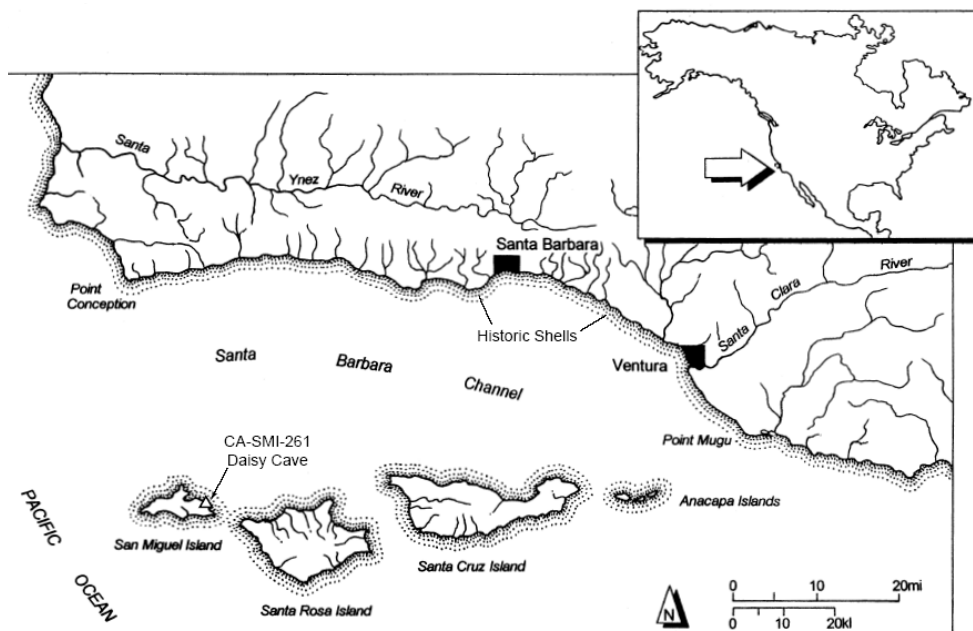 Santa
Ynez
River
Santa Barbara
Point
Conception
Historic Shells
Santa
Clara
River
Santa
Barbara
Channel
Ventura
Point Mugu
CA-SMI-261
Daisy Cave
PACIFIC
OCEAN
San Miguel Island
Santa Rosa Island
Santa Cruz Island
Anacapa Islands
N
0 10 20mi
0 10 20kl